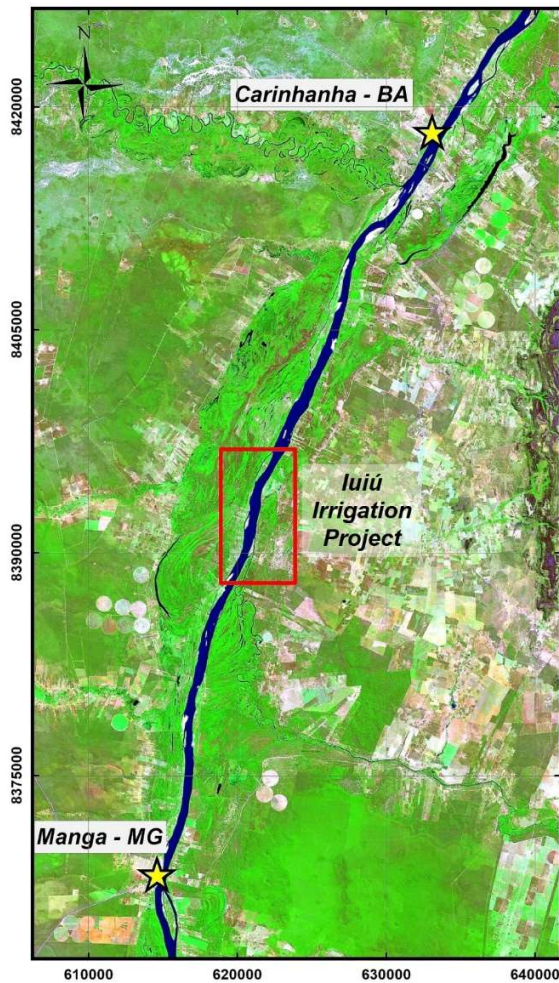 N
Carinhanha - BA
8420000
8405000
Iuiú
Irrigation
Project
8390000
8375000
Manga - MG
610000
620000
630000
640000